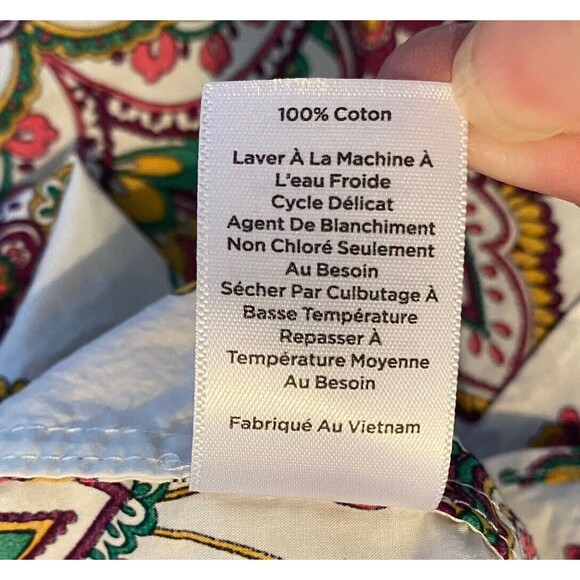 100% Coton
Laver À La Machine À
L'eau Froide
Cycle Délicat
Agent De Blanchiment
Non Chloré Seulement
Au Besoin
Sécher Par Culbutage À
Basse Température
Repasser À
Température Moyenne
Au Besoin
Fabriqué Au Vietnam